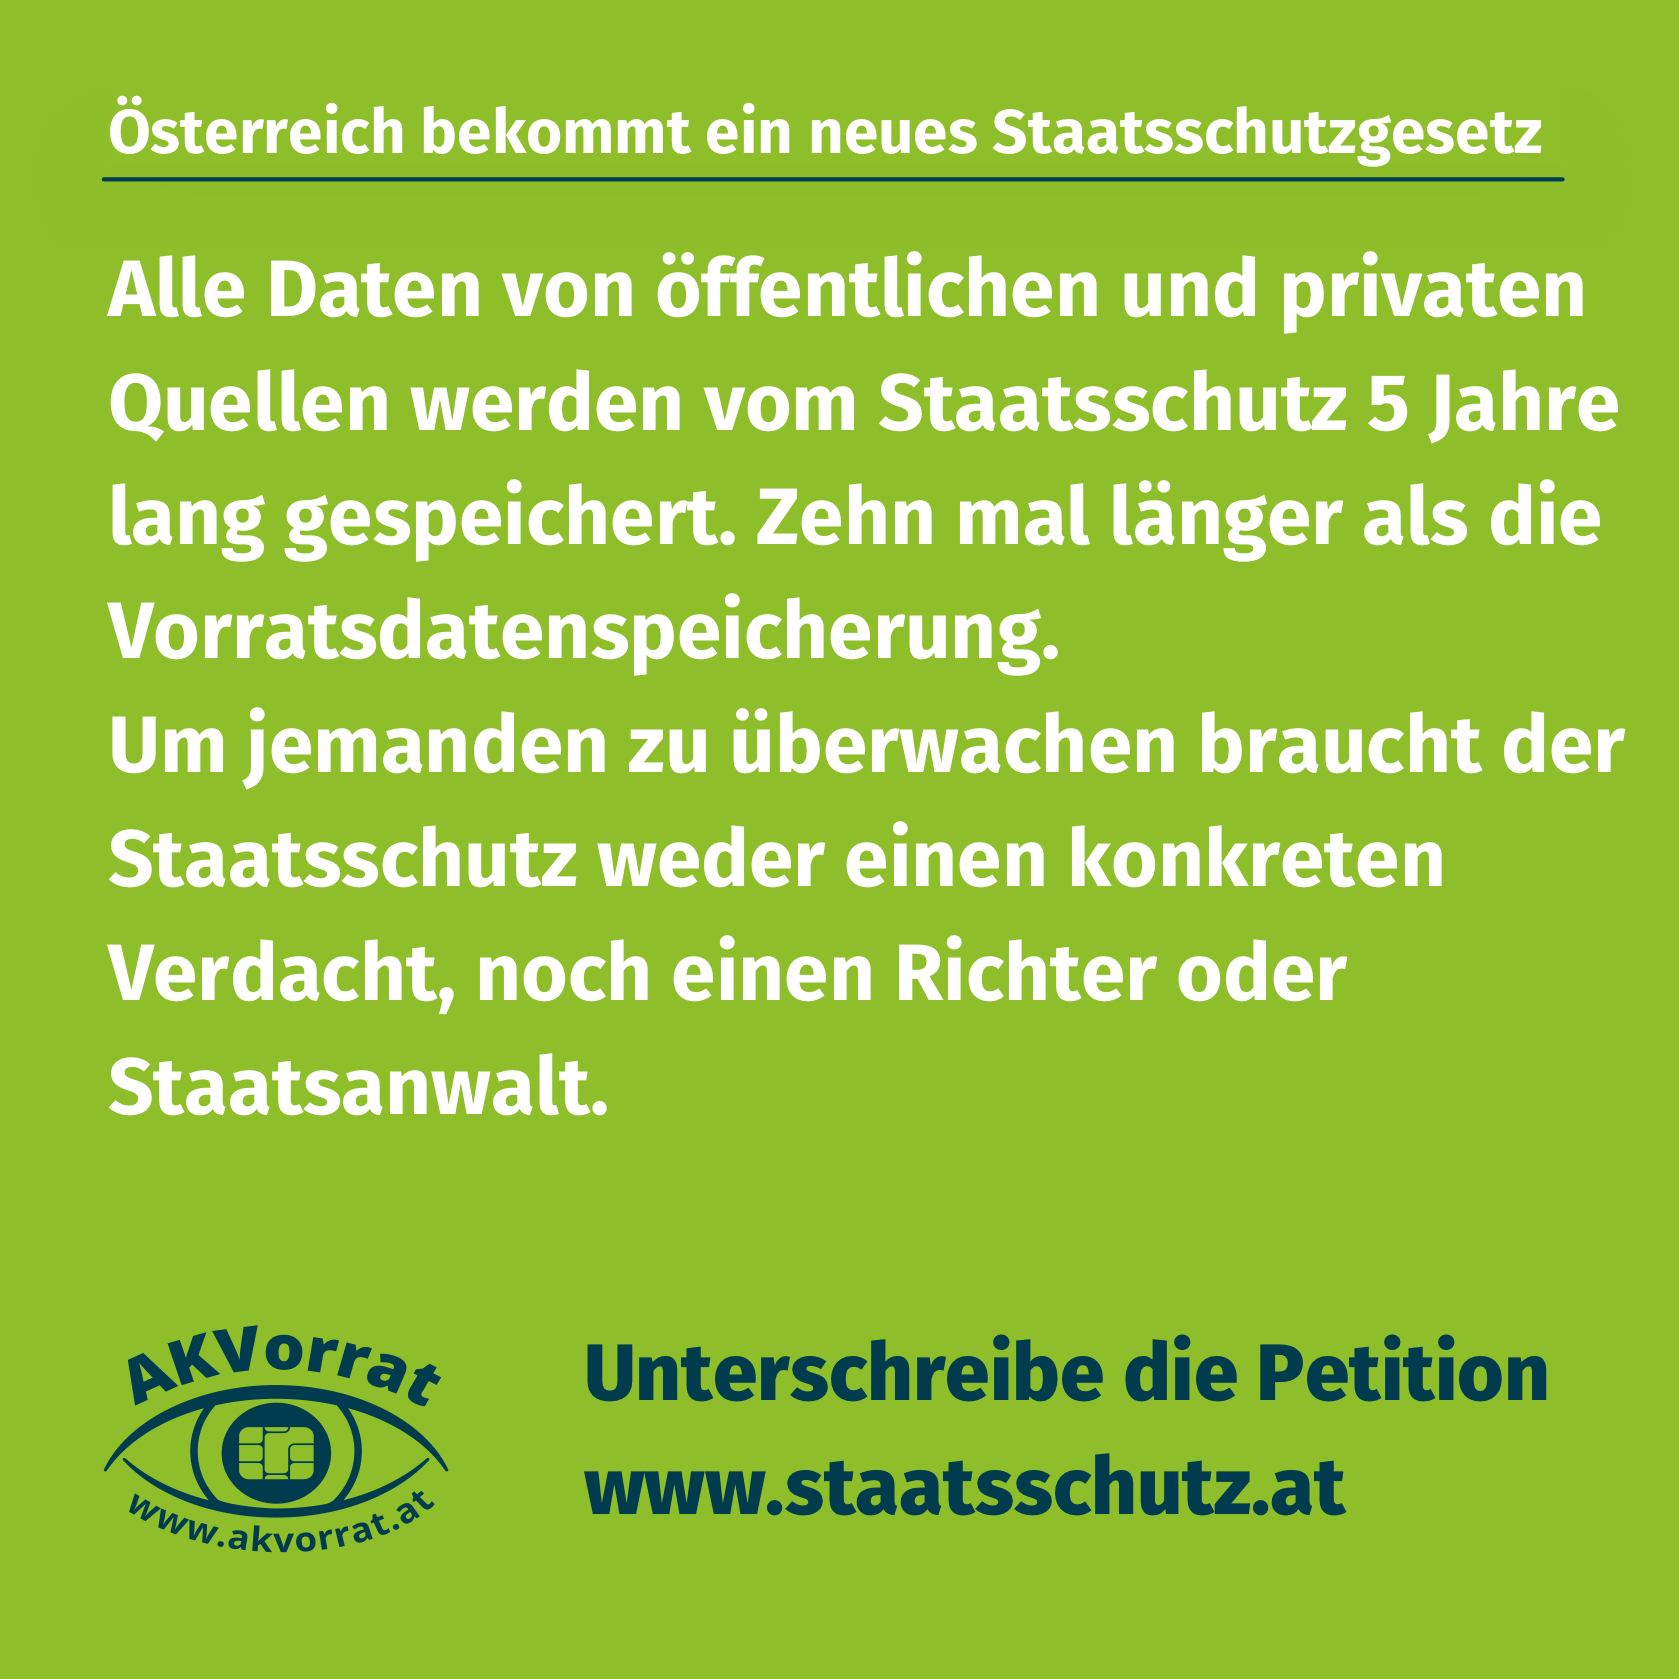 Österreich bekommt ein neues Staatsschutzgesetz
Alle Daten von öffentlichen und privaten
Quellen werden vom Staatsschutz 5 Jahre
lang gespeichert. Zehn mal länger als die
Vorratsdatenspeicherung.
Um jemanden zu überwachen braucht der
Staatsschutz weder einen konkreten
Verdacht, noch einen Richter oder
Staatsanwalt.
AKVorrat
www.akvorrat.at
Unterschreibe die Petition
www.staatsschutz.at